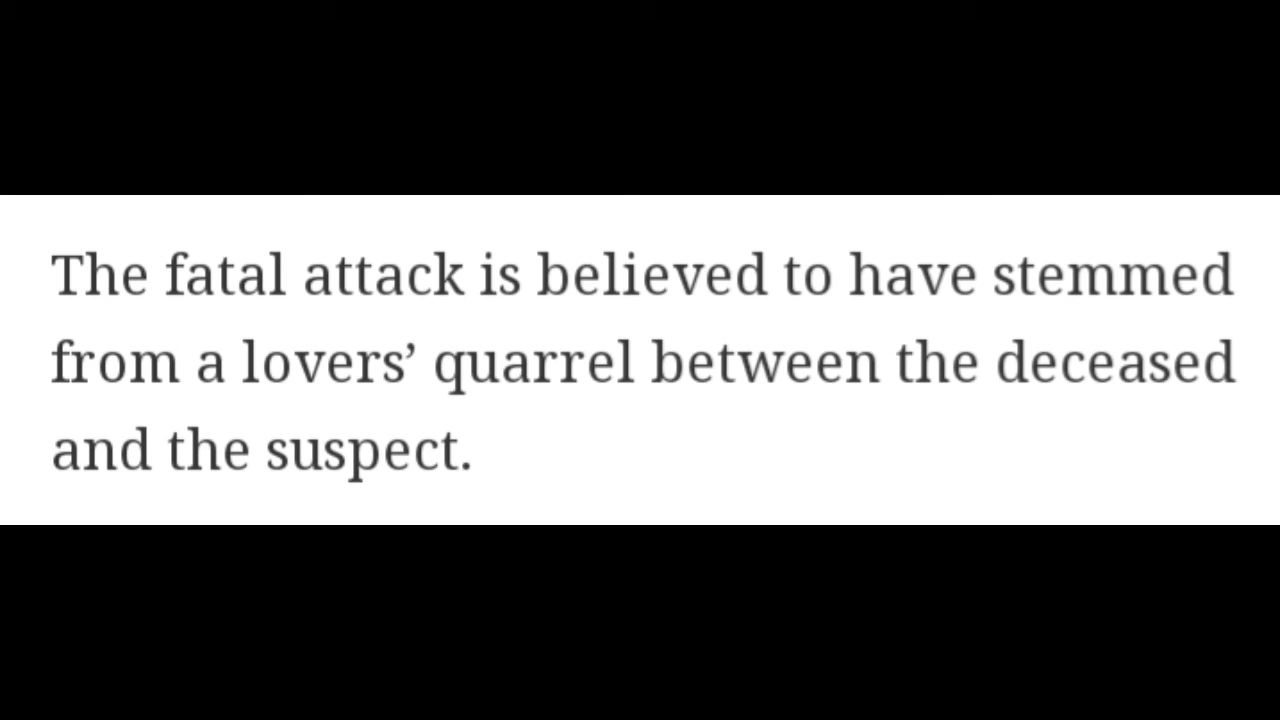 The fatal attack is believed to have stemmed
from a lovers’ quarrel between the deceased
and the suspect.